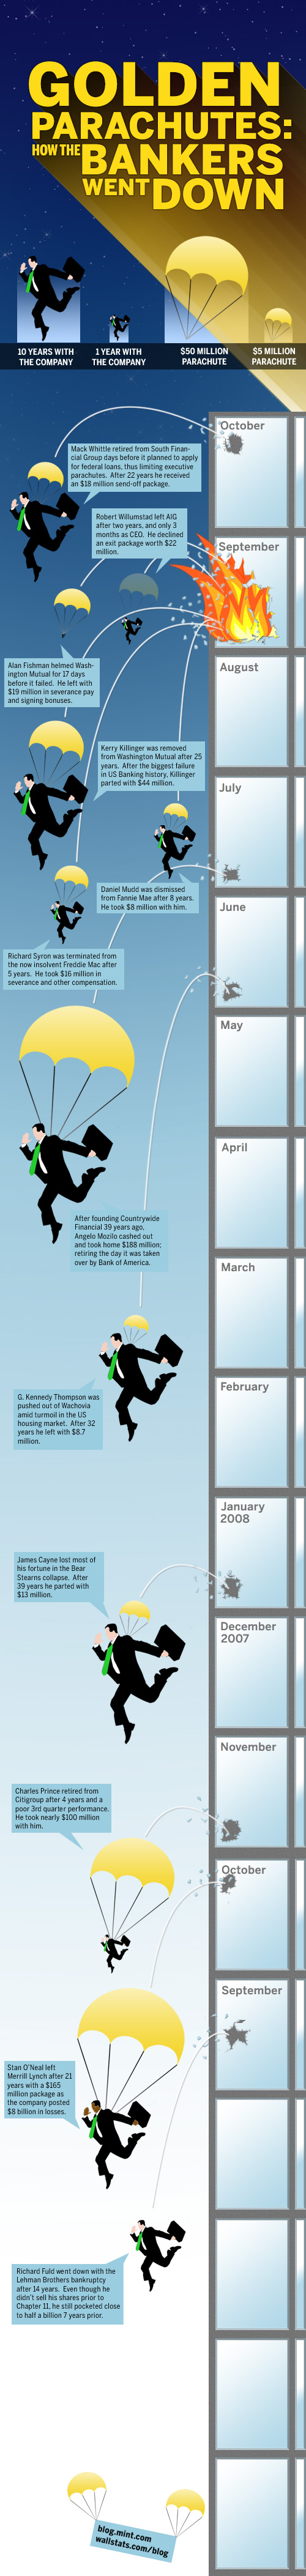 GOLDEN
PARACHUTES:
HOW THE BANKERS
WENT DOWN
10 YEARS WITH
THE COMPANY
1 YEAR WITH
THE COMPANY
$50 MILLION
PARACHUTE
$5 MILLION
PARACHUTE
October
Mack Whittle retired from South Finan-
cial Group days before it planned to apply
for federal loans, thus limiting executive
parachutes. After 22 years he received
an $18 million send-off package.
Robert Willumstad left AIG
after two years, and only 3
months as CEO. He declined
an exit package worth $22
million.
September
Alan Fishman helmed Wash-
ington Mutual for 17 days
before it failed. He left with
$19 million in severance pay
and signing bonuses.
August
Kerry Killinger was removed
from Washington Mutual after 25
years. After the biggest failure
in US Banking history, Killinger
parted with $44 million.
July
Daniel Mudd was dismissed
from Fannie Mae after 8 years.
He took $8 million with him.
June
Richard Syron was terminated from
the now insolvent Freddie Mac after
5 years. He took $16 million in
severance and other compensation.
May
April
After founding Countrywide
Financial 39 years ago,
Angelo Mozilo cashed out
and took home $188 million;
retiring the day it was taken
over by Bank of America.
March
February
G. Kennedy Thompson was
pushed out of Wachovia
amid turmoil in the US
housing market. After 32
years he left with $8.7
million.
January
2008
James Cayne lost most of
his fortune in the Bear
Stearns collapse. After
39 years he parted with
$13 million.
December
2007
November
Charles Prince retired from
Citigroup after 4 years and a
poor 3rd quarter performance.
He took nearly $100 million
with him.
October
September
Stan O'Neal left
Merrill Lynch after 21
years with a $165
million package as
the company posted
$8 billion in losses.
Richard Fuld went down with the
Lehman Brothers bankruptcy
after 14 years. Even though he
didn't sell his shares prior to
Chapter 11, he still pocketed close
to half a billion 7 years prior.
blog.mint.com
wallstats.com/blog